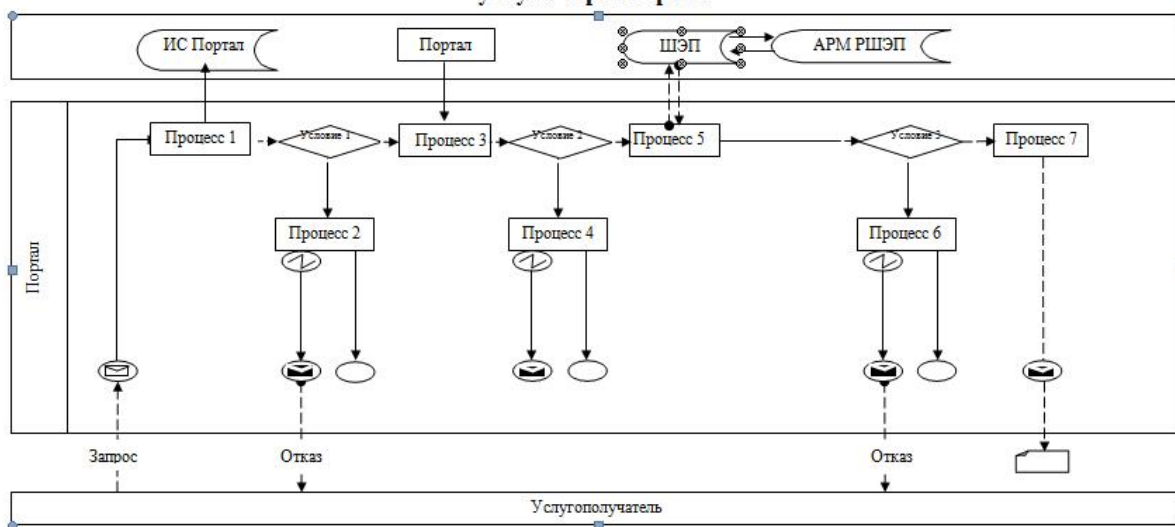 ИС Портал
Портал
ШЭП
АРМ РШЭП
Процесс 1
Условие 1
Процесс 3
Условие 2
Процесс 5
Условие 3
Процесс 7
Процесс 2
Процесс 4
Процесс 6
Портал
Запрос
Отказ
Отказ
Услугополучатель